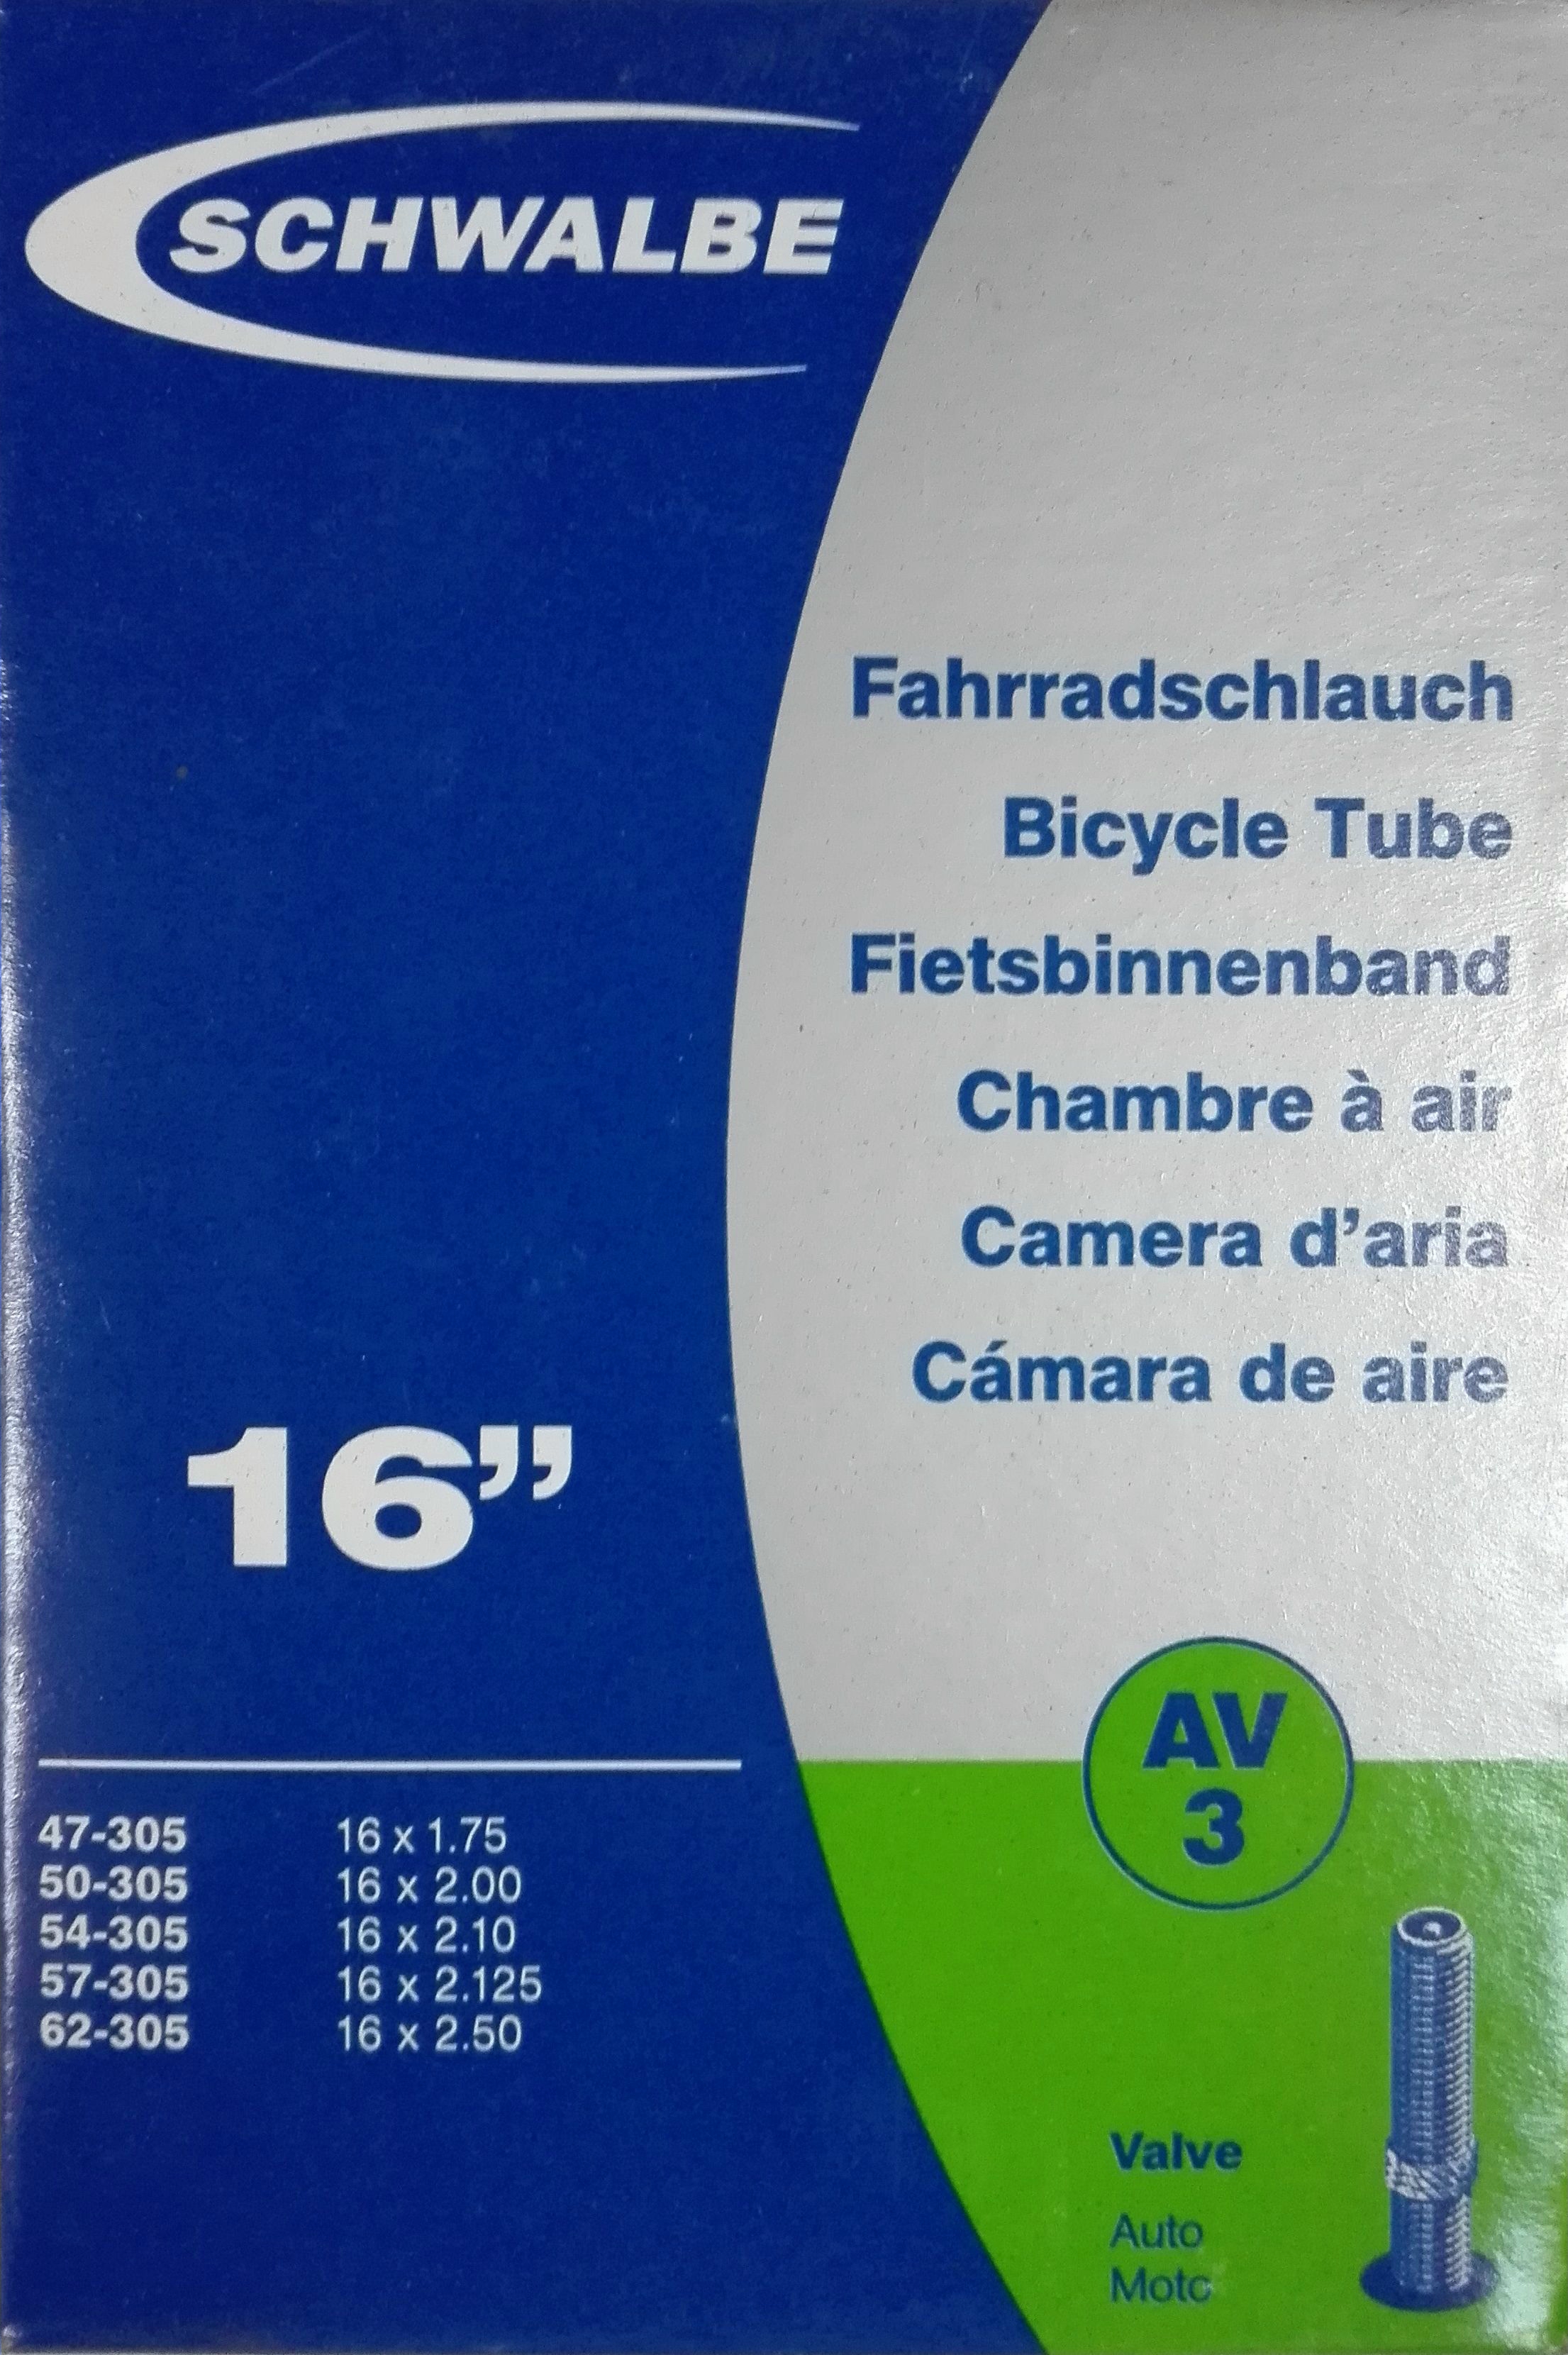 SCHWALBE
Fahrradschlauch
Bicycle Tube
Fietsbinnenband
Chambre à air
Camera d’aria
Cámara de aire
16”
47-305 16 x 1.75
50-305 16 x 2.00
54-305 16 x 2.10
57-305 16 x 2.125
62-305 16 x 2.50
AV
3
Valve
Auto
Moto